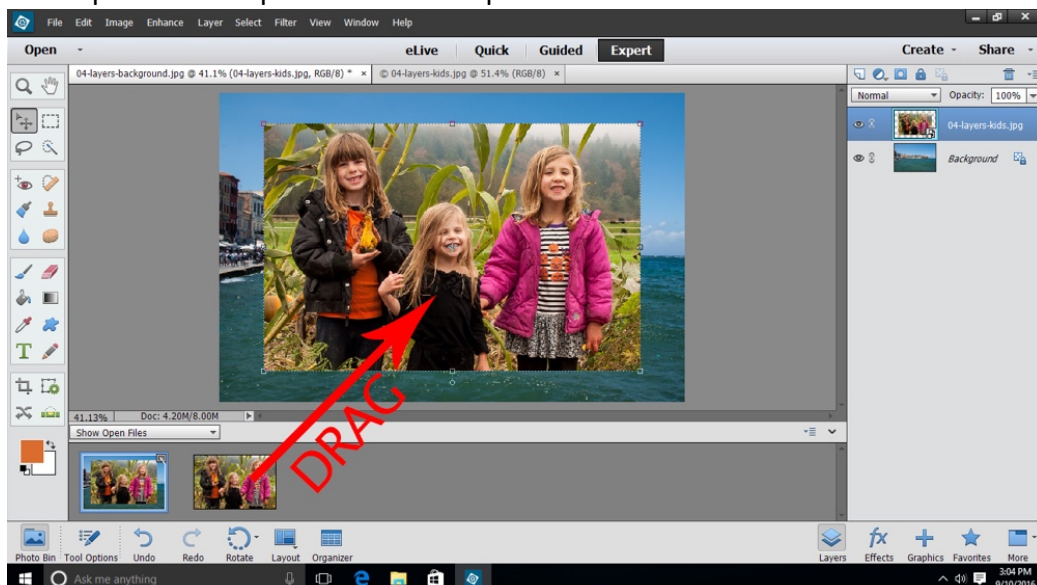 File Edit Image Enhance Layer Select Filter View Window Help
Open eLive Quick Guided Expert Create Share
04-layers-background.jpg @ 41.1% (04-layers-kids.jpg, RGB/8) * × © 04-layers-kids.jpg @ 51.4% (RGB/8) ×
Normal Opacity: 100%
04-layers-kids.jpg
Background
DRAG
41.13% Doc: 4.20M/8.00M
Show Open Files
Photo Bin Tool Options Undo Redo Rotate Layout Organizer Layers Effects Graphics Favorites More
Ask me anything 3:04 PM
9/10/2016